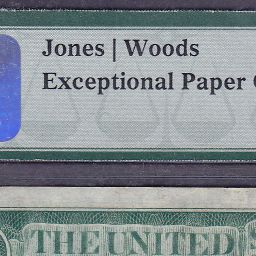 Jones | Woods
Exceptional Paper
THE UNITED